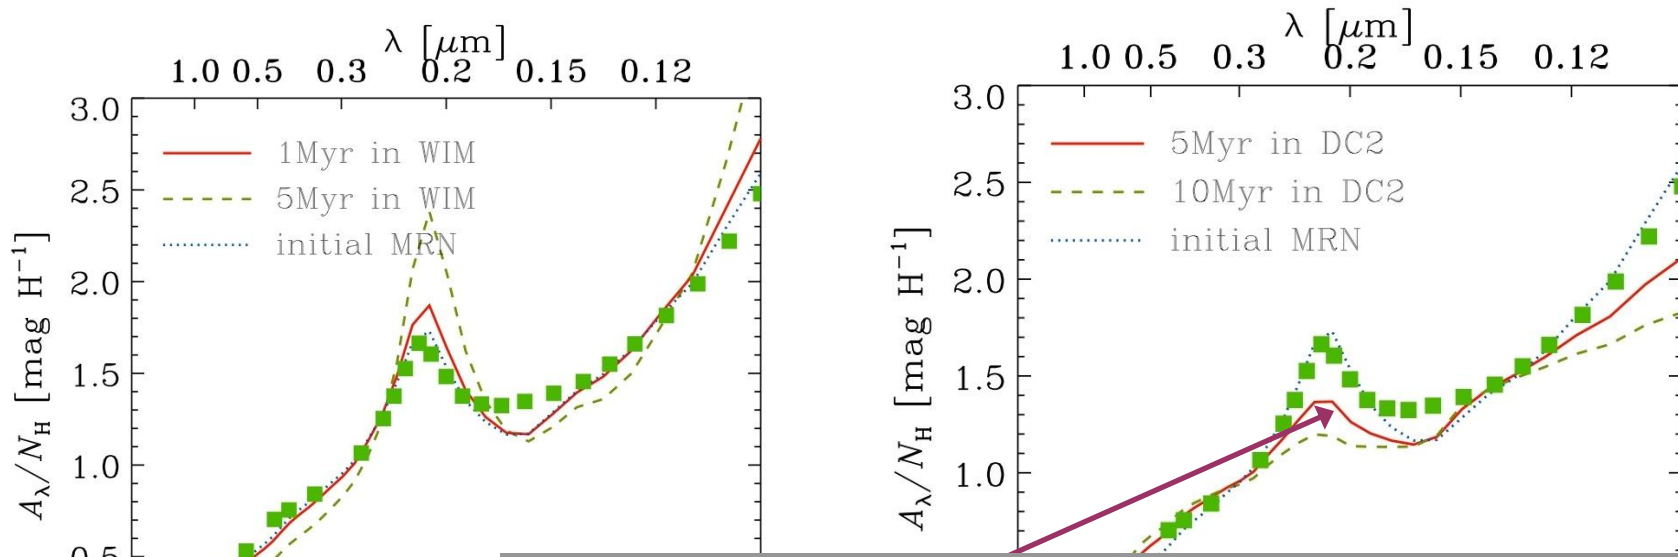 λ [μm]
1.0 0.5 0.3 0.2 0.15 0.12
3.0
2.5
2.0
1.5
1.0
0.5
A_λ/N_H [mag H⁻¹]
1Myr in WIM
5Myr in WIM
initial MRN
λ [μm]
1.0 0.5 0.3 0.2 0.15 0.12
3.0
2.5
2.0
1.5
1.0
A_λ/N_H [mag H⁻¹]
5Myr in DC2
10Myr in DC2
initial MRN